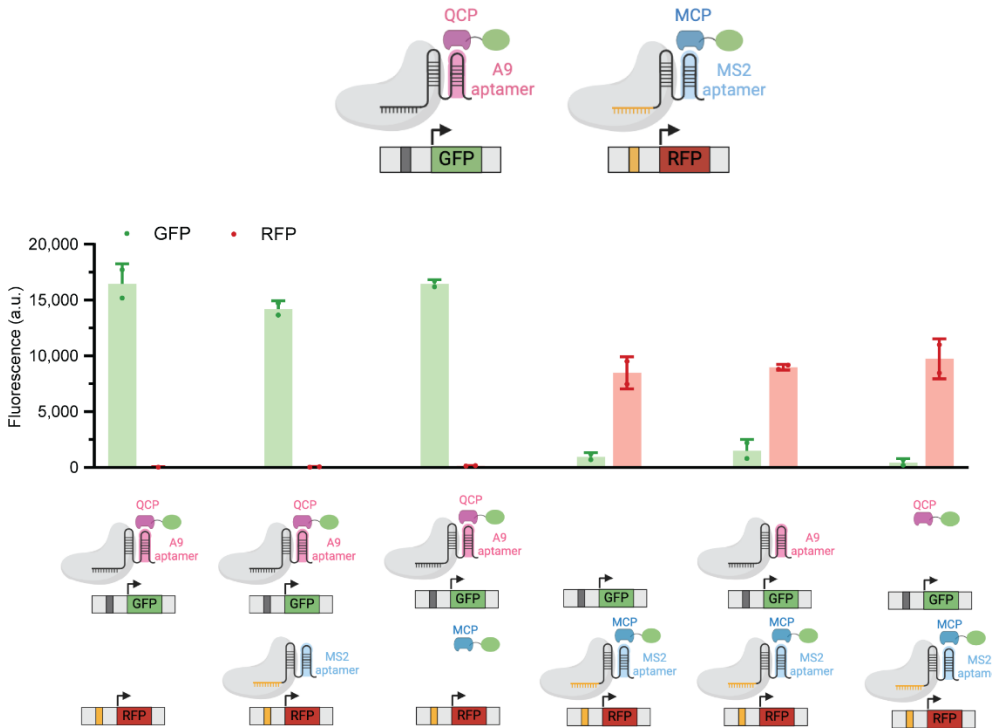 QCP
MCP
A9
aptamer
MS2
aptamer
GFP
RFP
GFP
RFP
Fluorescence (a.u.)
20,000
15,000
10,000
5,000
0
QCP
QCP
QCP
QCP
A9
aptamer
A9
aptamer
A9
aptamer
A9
aptamer
GFP
GFP
GFP
GFP
GFP
GFP
MCP
MCP
MCP
MCP
MS2
aptamer
MS2
aptamer
MS2
aptamer
MS2
aptam
RFP
RFP
RFP
RFP
RFP
RFP